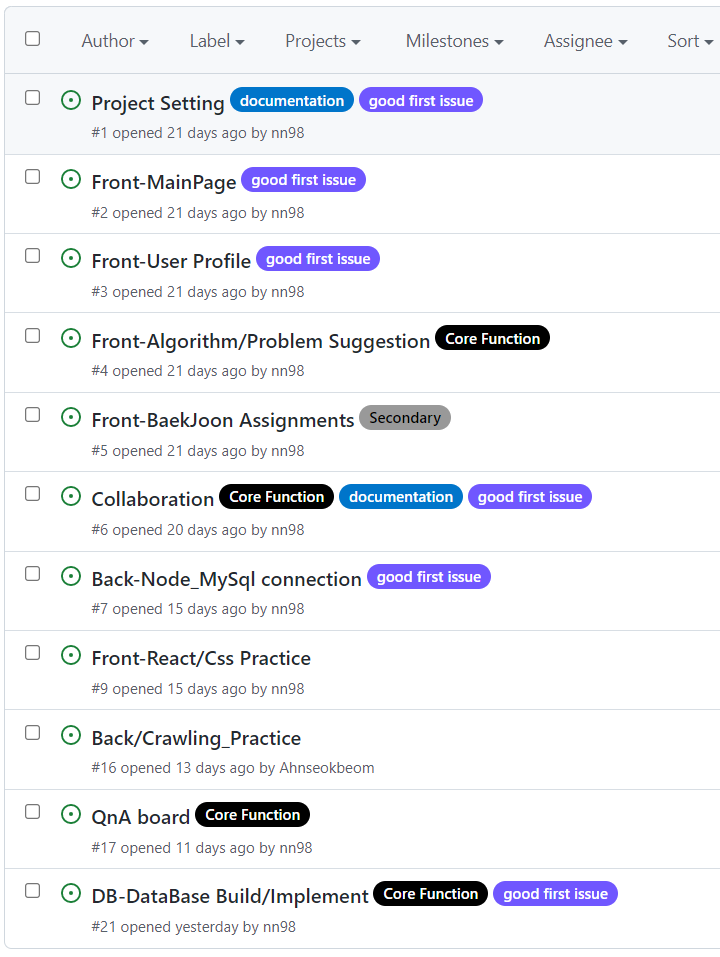 Author Label Projects Milestones Assignee Sort
Project Setting documentation good first issue
#1 opened 21 days ago by nn98
Front-MainPage good first issue
#2 opened 21 days ago by nn98
Front-User Profile good first issue
#3 opened 21 days ago by nn98
Front-Algorithm/Problem Suggestion Core Function
#4 opened 21 days ago by nn98
Front-BaekJoon Assignments Secondary
#5 opened 21 days ago by nn98
Collaboration Core Function documentation good first issue
#6 opened 20 days ago by nn98
Back-Node_MySql connection good first issue
#7 opened 15 days ago by nn98
Front-React/Css Practice
#9 opened 15 days ago by nn98
Back/Crawling_Practice
#16 opened 13 days ago by Ahnseokbeom
QnA board Core Function
#17 opened 11 days ago by nn98
DB-DataBase Build/Implement Core Function good first issue
#21 opened yesterday by nn98